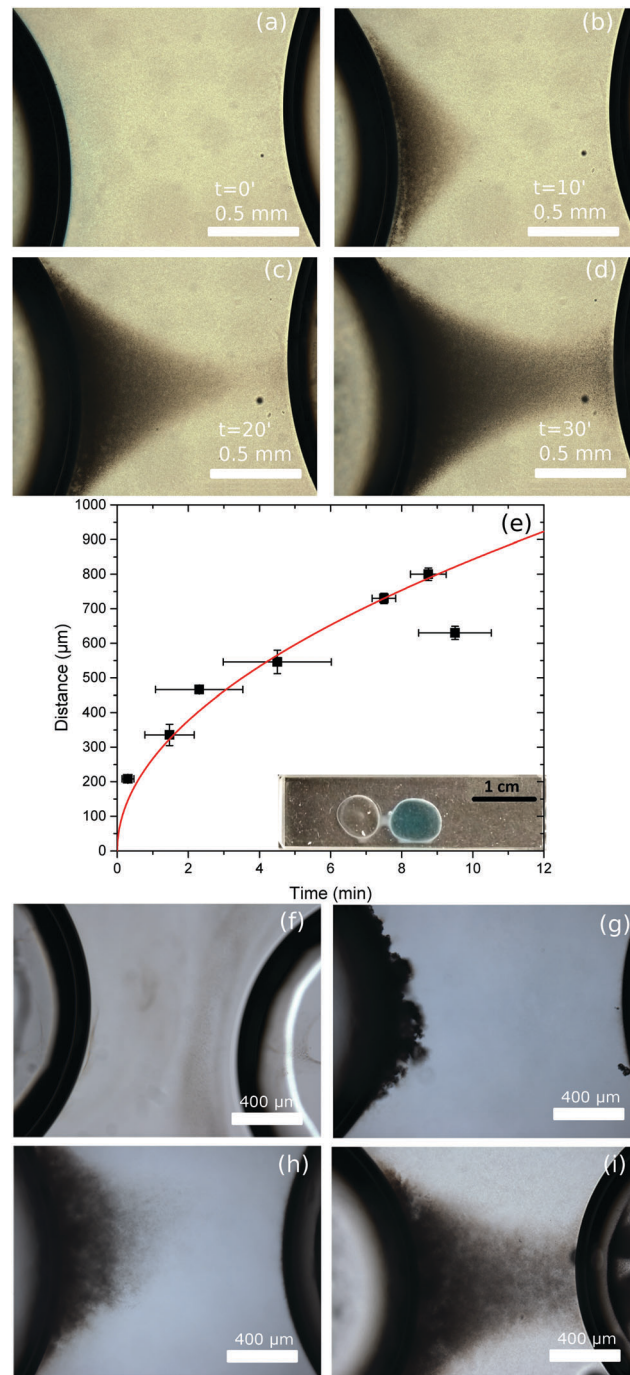 (a)
t=0'
0.5 mm
(b)
t=10'
0.5 mm
(c)
t=20'
0.5 mm
(d)
t=30'
0.5 mm
(e)
1000
900
800
700
600
500
400
300
200
100
0
Distance (µm)
1 cm
0 2 4 6 8 10 12
Time (min)
(f)
400 µm
(g)
400 µm
(h)
400 µm
(i)
400 µm